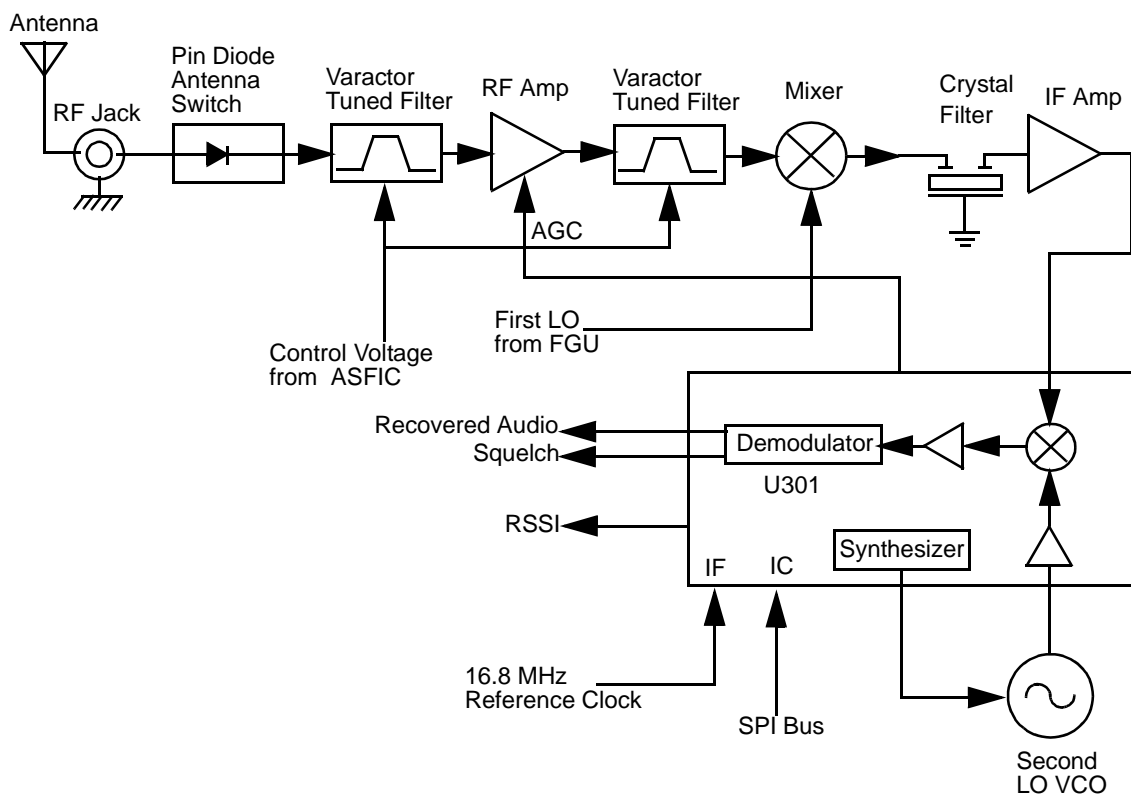 Antenna
RF Jack
Pin Diode
Antenna
Switch
Varactor
Tuned Filter
RF Amp
Varactor
Tuned Filter
Mixer
Crystal
Filter
IF Amp
AGC
Control Voltage
from ASFIC
First LO
from FGU
Recovered Audio
Squelch
Demodulator
U301
RSSI
Synthesizer
IF IC
16.8 MHz
Reference Clock
SPI Bus
Second
LO VCO